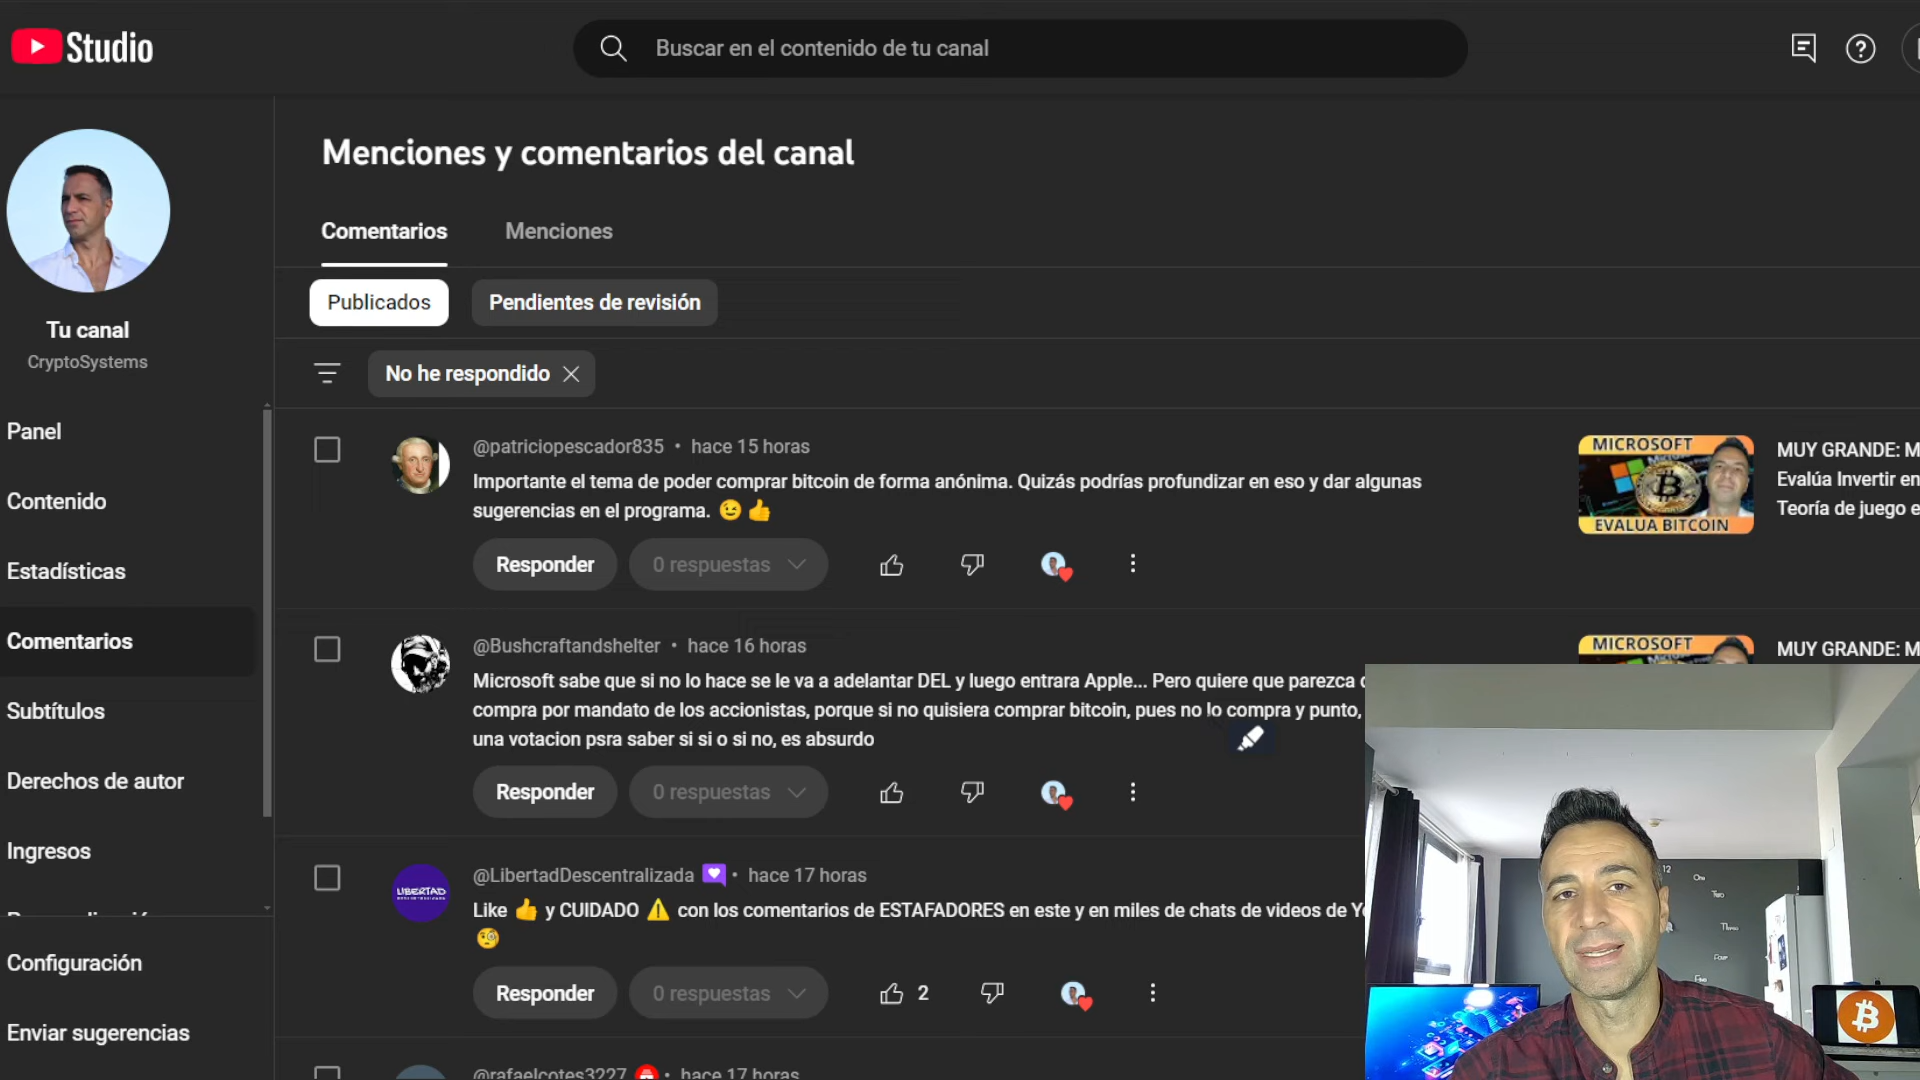 Studio
Buscar en el contenido de tu canal
Tu canal
CryptoSystems
Panel
Contenido
Estadísticas
Comentarios
Subtítulos
Derechos de autor
Ingresos
Configuración
Enviar sugerencias
Menciones y comentarios del canal
Comentarios
Menciones
Publicados
Pendientes de revisión
No he respondido
@patriciopescador835 • hace 15 horas
Importante el tema de poder comprar bitcoin de forma anónima. Quizás podrías profundizar en eso y dar algunas
sugerencias en el programa. 😉 👍
Responder
0 respuestas
MICROSOFT
EVALUA BITCOIN
MUY GRANDE: M
Evalúa Invertir en
Teoría de juego e
@Bushcraftandshelter • hace 16 horas
Microsoft sabe que si no lo hace se le va a adelantar DEL y luego entrara Apple... Pero quiere que parezca
compra por mandato de los accionistas, porque si no quisiera comprar bitcoin, pues no lo compra y punto,
una votacion psra saber si si o si no, es absurdo
Responder
0 respuestas
MICROSOFT
MUY GRANDE: M
@LibertadDescentralizada • hace 17 horas
Like 👍 y CUIDADO ⚠️ con los comentarios de ESTAFADORES en este y en miles de chats de videos de
🧐
Responder
0 respuestas
2
LIBERTAD
@rafaelcotes3227 • hace 17 horas
12
One
Two
Four